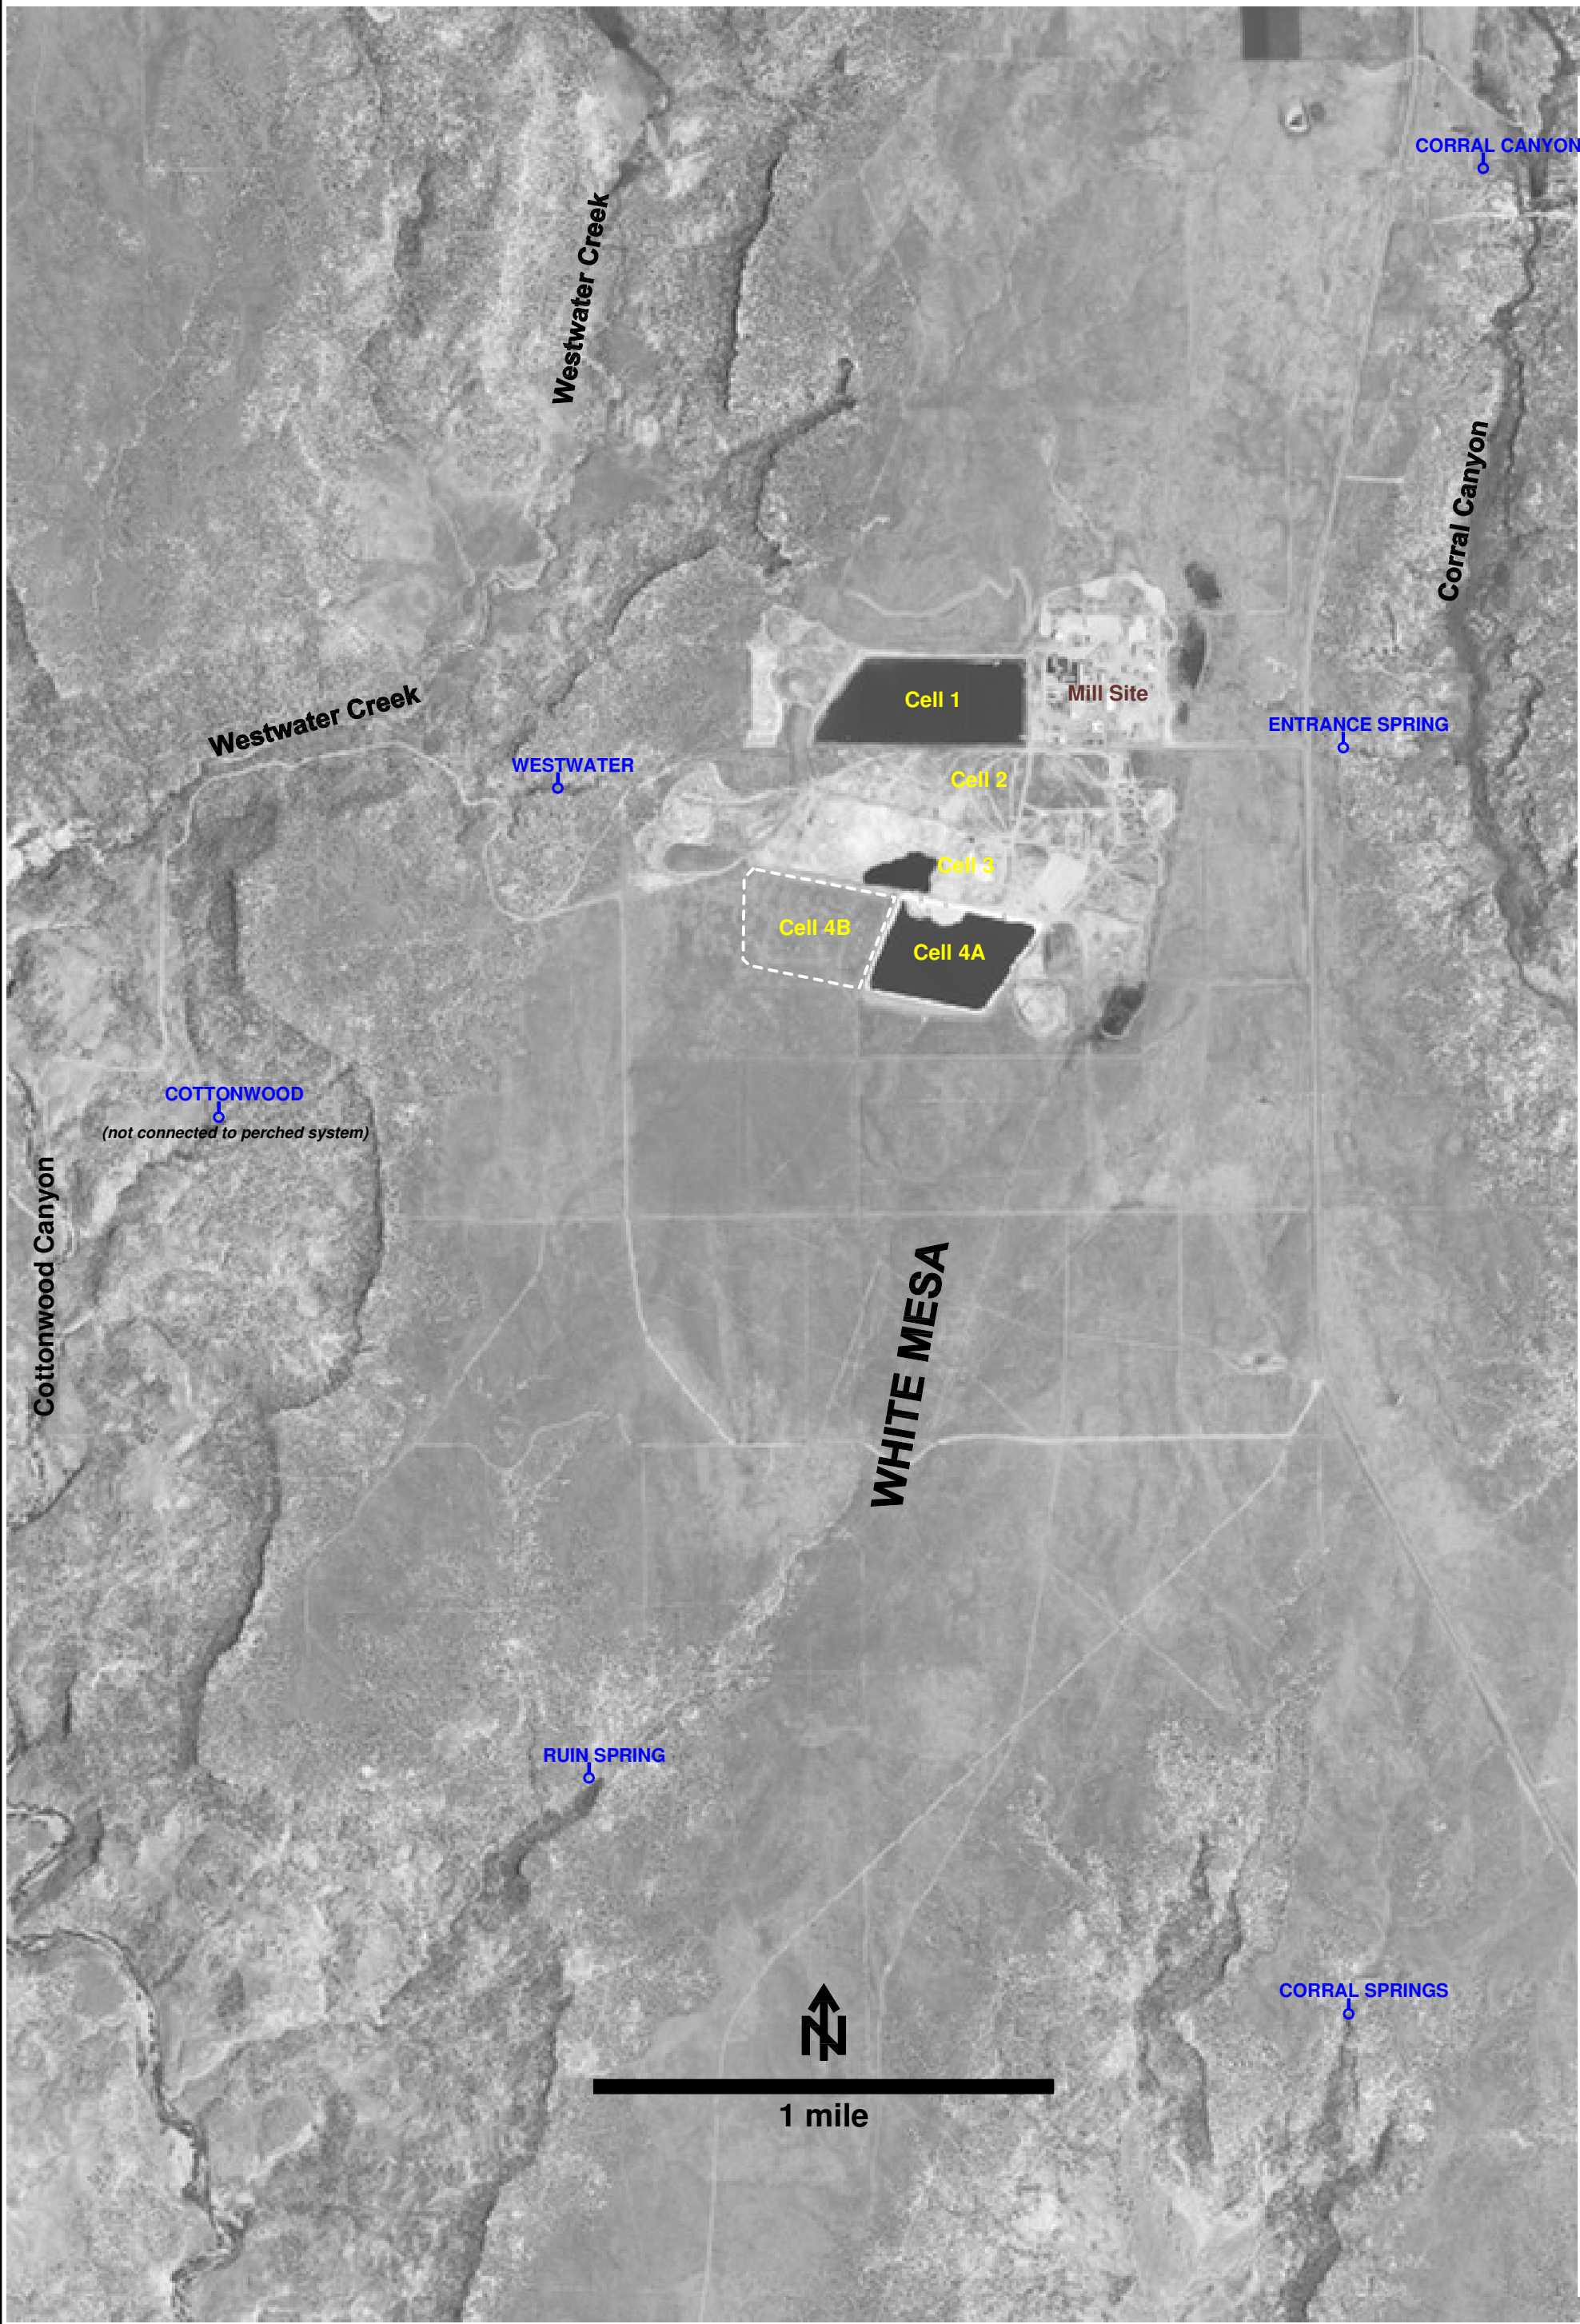 CORRAL CANYON
Westwater Creek
Corral Canyon
Cell 1
Mill Site
Westwater Creek
ENTRANCE SPRING
WESTWATER
Cell 2
Cell 3
Cell 4B
Cell 4A
COTTONWOOD
(not connected to perched system)
Cottonwood Canyon
WHITE MESA
RUIN SPRING
CORRAL SPRINGS
N
1 mile